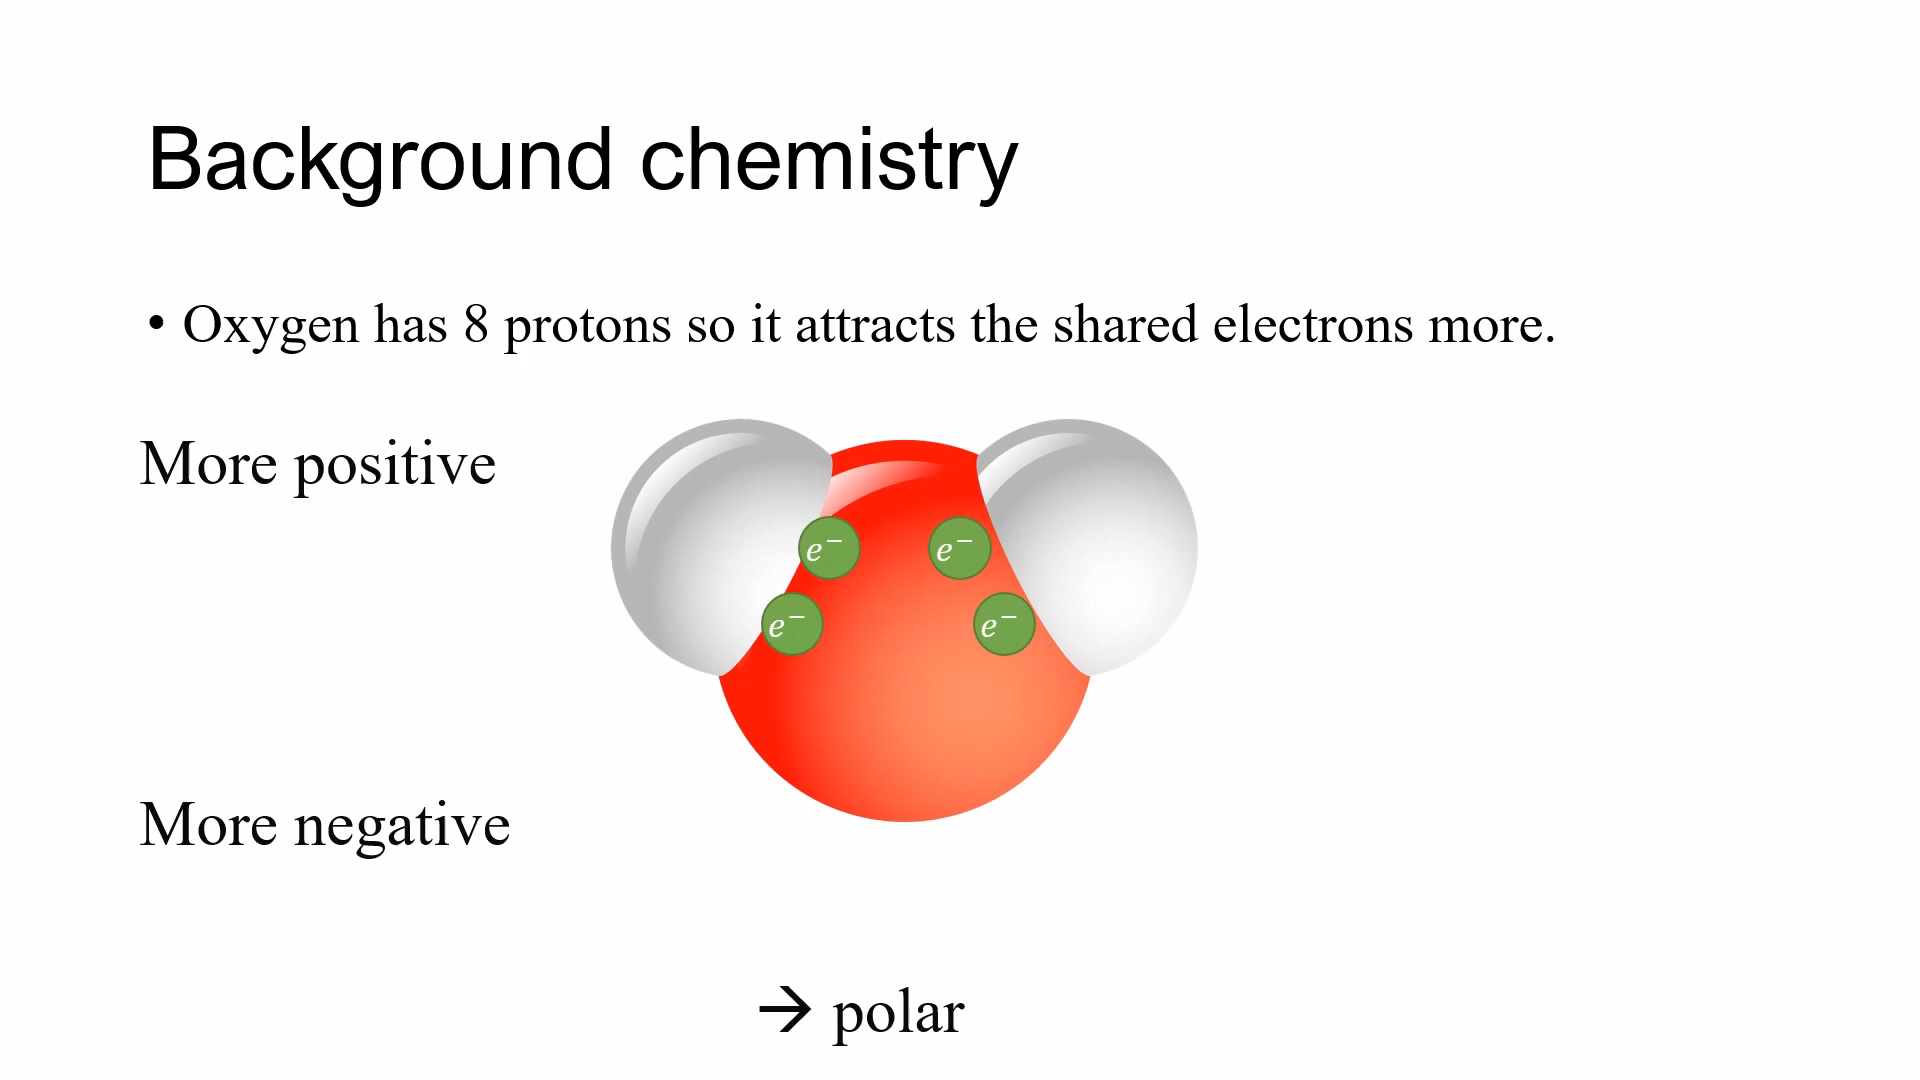 Background chemistry
• Oxygen has 8 protons so it attracts the shared electrons more.
More positive
e⁻ e⁻
e⁻ e⁻
More negative
→ polar